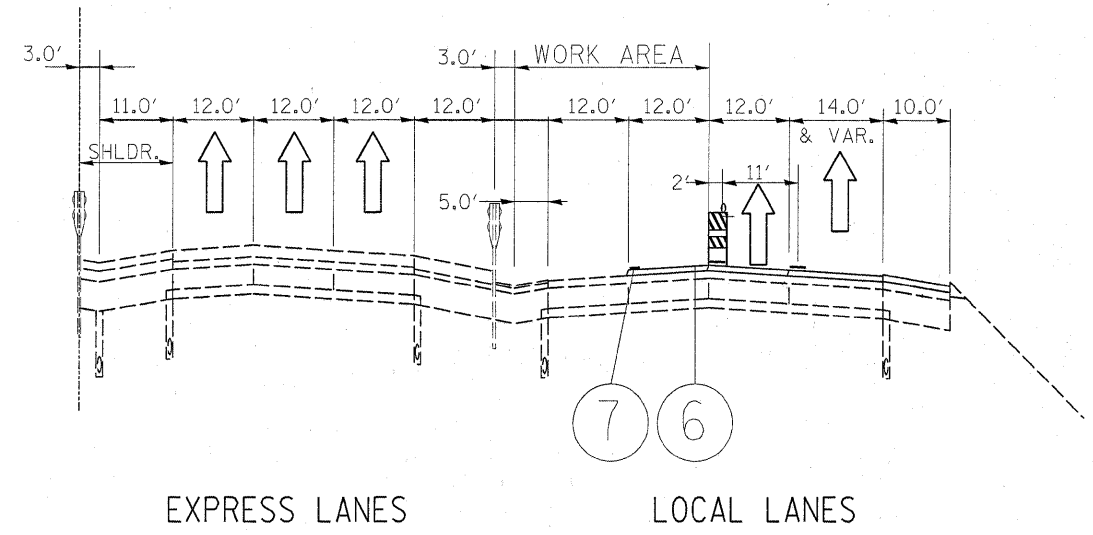 3.0' 3.0' WORK AREA
11.0' 12.0' 12.0' 12.0' 12.0' 12.0' 12.0' 12.0' 14.0' 10.0'
& VAR.
SHLDR.
2' 11'
5.0'
7 6
EXPRESS LANES LOCAL LANES